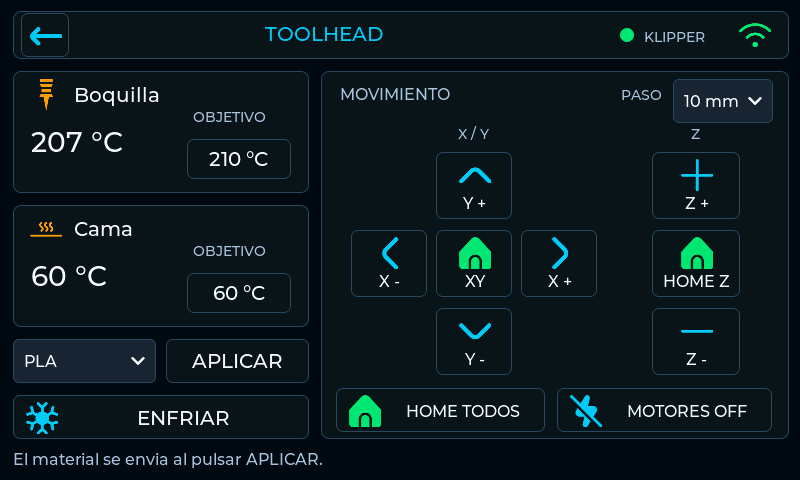 TOOLHEAD
KLIPPER
Boquilla
OBJETIVO
207 °C
210 °C
Cama
OBJETIVO
60 °C
60 °C
PLA
APLICAR
ENFRIAR
MOVIMIENTO
PASO
10 mm
X / Y
Z
Y +
Z +
X -
XY
X +
HOME Z
Y -
Z -
HOME TODOS
MOTORES OFF
El material se envia al pulsar APLICAR.